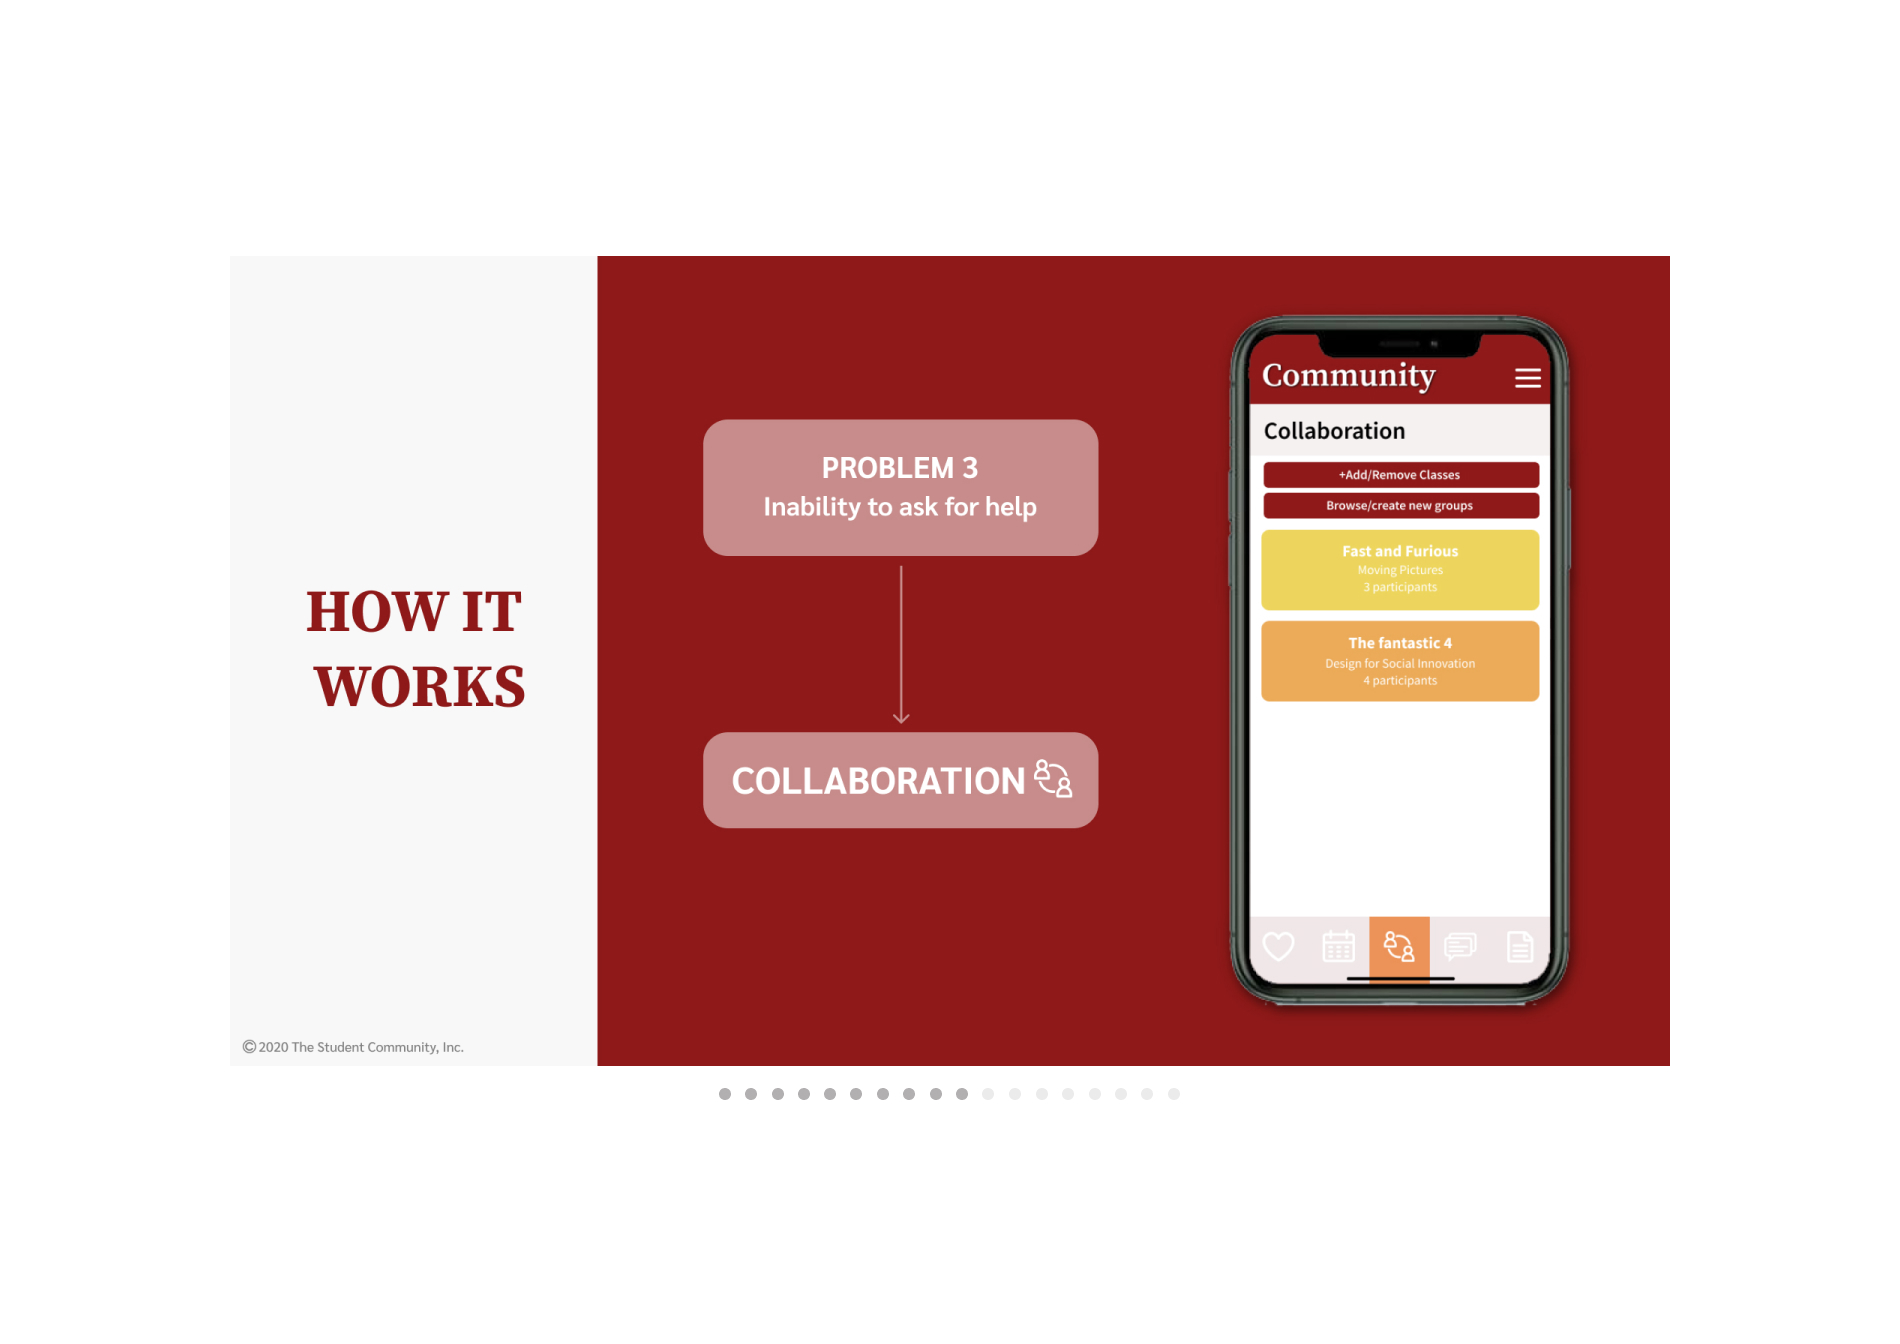 HOW IT
WORKS
©2020 The Student Community, Inc.
PROBLEM 3
Inability to ask for help
COLLABORATION
Community
Collaboration
+Add/Remove Classes
Browse/create new groups
Fast and Furious
Moving Pictures
3 participants
The fantastic 4
Design for Social Innovation
4 participants